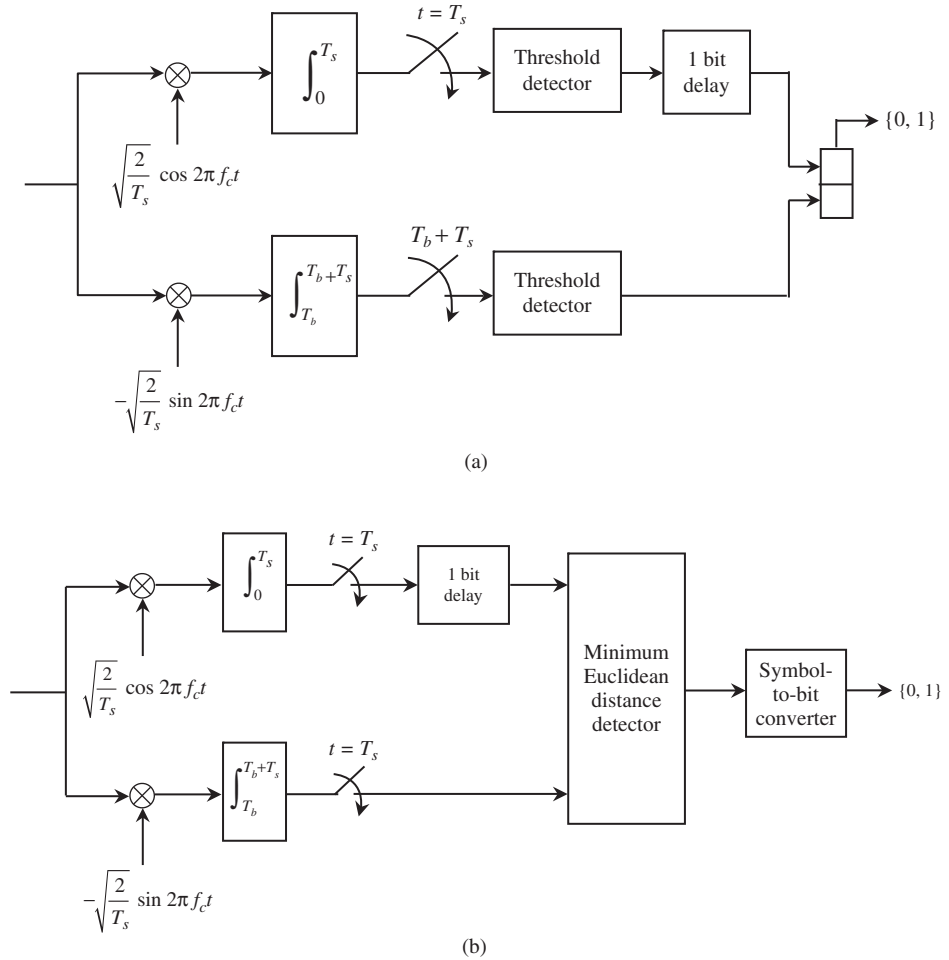 t = T_s
∫_0^{T_s}
Threshold
detector
1 bit
delay
{0, 1}
√(2/T_s) cos 2π f_c t
T_b + T_s
∫_{T_b}^{T_b+T_s}
Threshold
detector
−√(2/T_s) sin 2π f_c t
(a)
t = T_s
∫_0^{T_s}
1 bit
delay
√(2/T_s) cos 2π f_c t
Minimum
Euclidean
distance
detector
Symbol-
to-bit
converter
{0, 1}
t = T_s
∫_{T_b}^{T_b+T_s}
−√(2/T_s) sin 2π f_c t
(b)